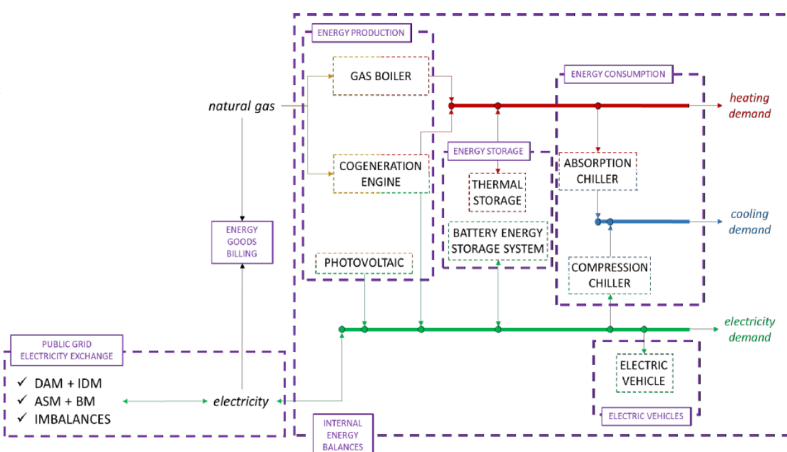 ENERGY PRODUCTION
GAS BOILER
ENERGY CONSUMPTION
natural gas
heating
demand
ENERGY STORAGE
COGENERATION
ENGINE
ABSORPTION
CHILLER
THERMAL
STORAGE
cooling
demand
ENERGY
GOODS
BILLING
BATTERY ENERGY
STORAGE SYSTEM
PHOTOVOLTAIC
COMPRESSION
CHILLER
electricity
demand
PUBLIC GRID
ELECTRICITY EXCHANGE
✓ DAM + IDM
✓ ASM + BM
✓ IMBALANCES
electricity
ELECTRIC
VEHICLE
ELECTRIC VEHICLES
INTERNAL
ENERGY
BALANCES